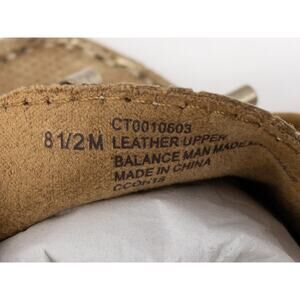 8 1/2 M
CT0010603
LEATHER UPPER
BALANCE MAN MADE
MADE IN CHINA